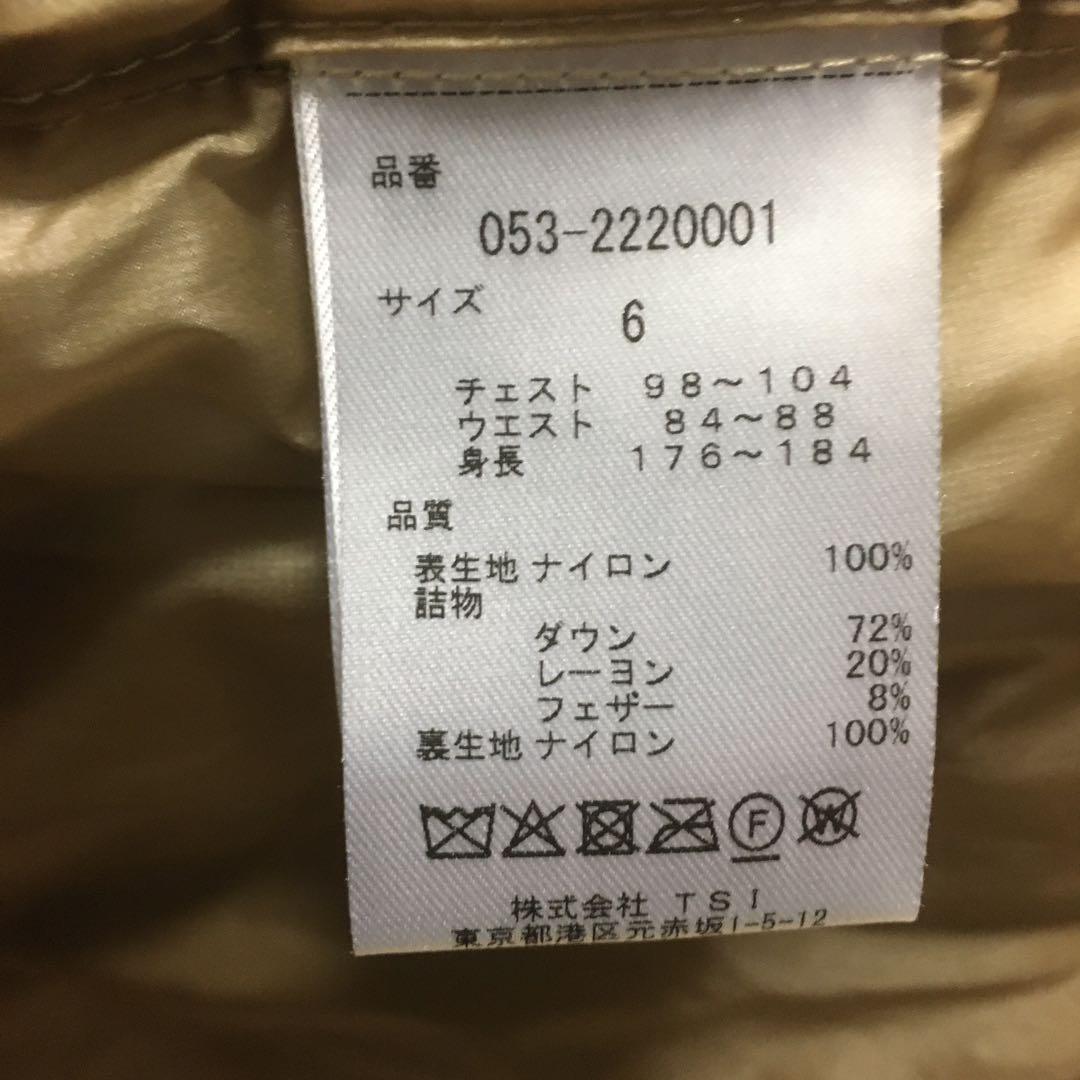 品番
053-2220001
サイズ
6
チェスト 98～104
ウエスト 84～88
身長 176～184
品質
表生地 ナイロン 100%
詰物
ダウン 72%
レーヨン 20%
フェザー 8%
裏生地 ナイロン 100%
F W
株式会社 TSI
東京都港区元赤坂1-5-12